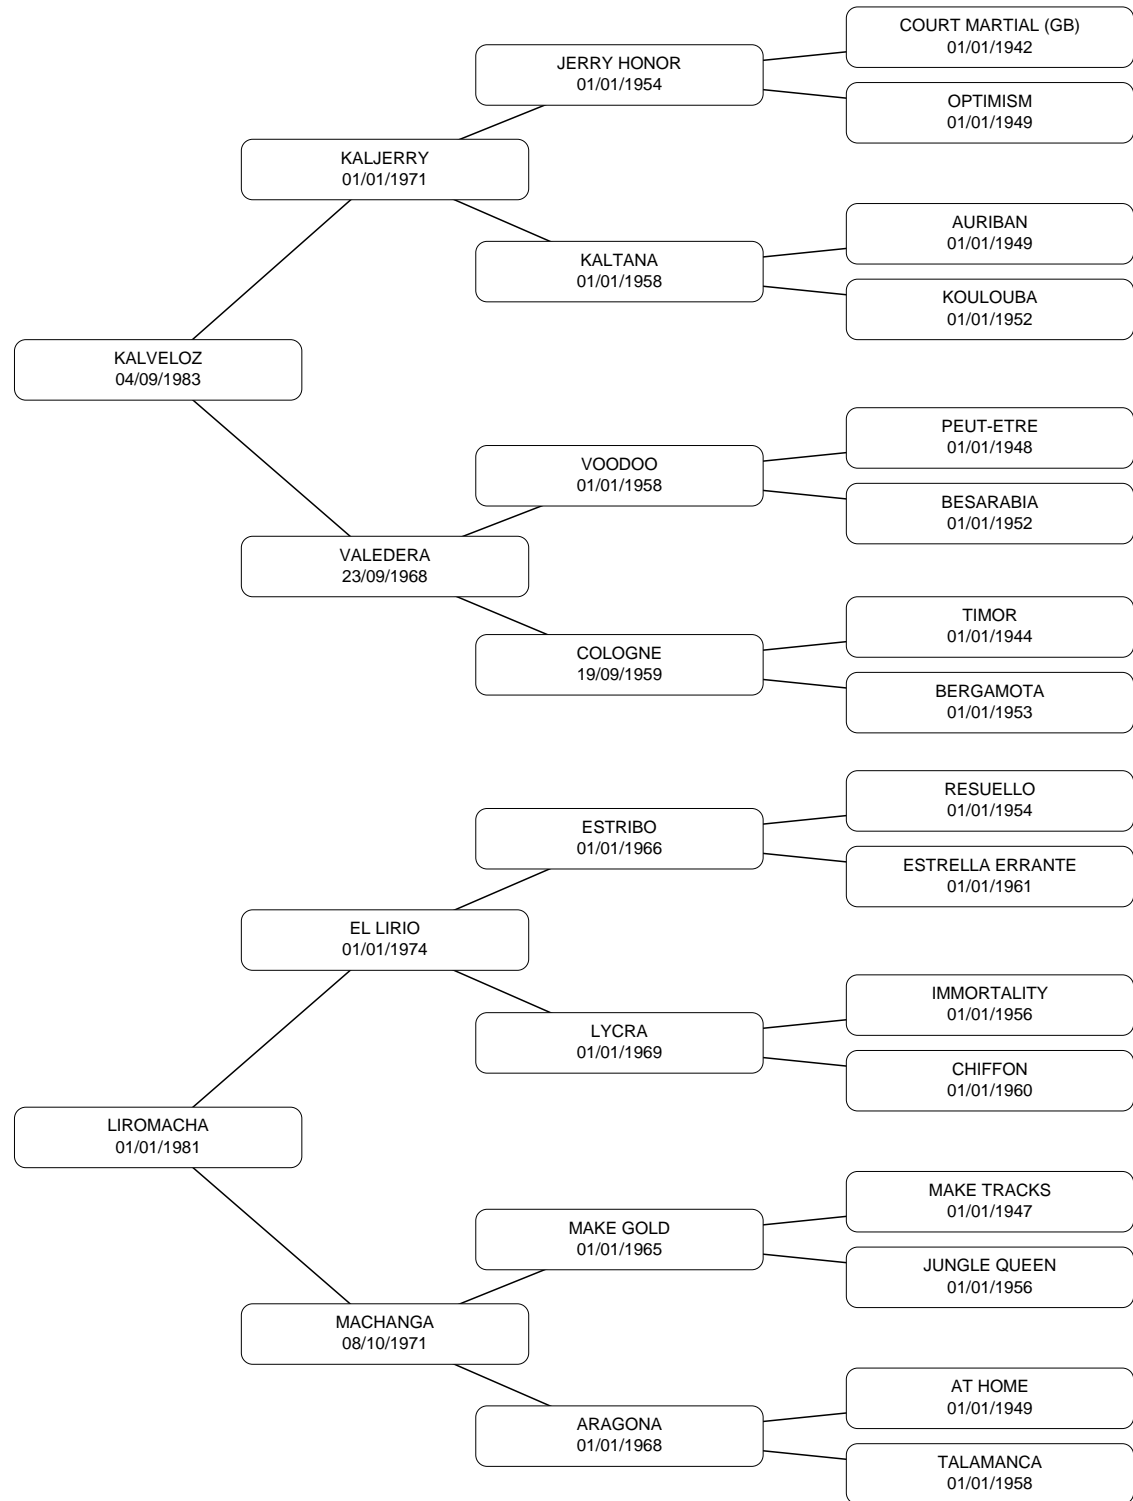 COURT MARTIAL (GB)
01/01/1942
JERRY HONOR
01/01/1954
OPTIMISM
01/01/1949
KALJERRY
01/01/1971
AURIBAN
01/01/1949
KALTANA
01/01/1958
KOULOUBA
01/01/1952
KALVELOZ
04/09/1983
PEUT-ETRE
01/01/1948
VOODOO
01/01/1958
BESARABIA
01/01/1952
VALEDERA
23/09/1968
TIMOR
01/01/1944
COLOGNE
19/09/1959
BERGAMOTA
01/01/1953
RESUELLO
01/01/1954
ESTRIBO
01/01/1966
ESTRELLA ERRANTE
01/01/1961
EL LIRIO
01/01/1974
IMMORTALITY
01/01/1956
LYCRA
01/01/1969
CHIFFON
01/01/1960
LIROMACHA
01/01/1981
MAKE TRACKS
01/01/1947
MAKE GOLD
01/01/1965
JUNGLE QUEEN
01/01/1956
MACHANGA
08/10/1971
AT HOME
01/01/1949
ARAGONA
01/01/1968
TALAMANCA
01/01/1958